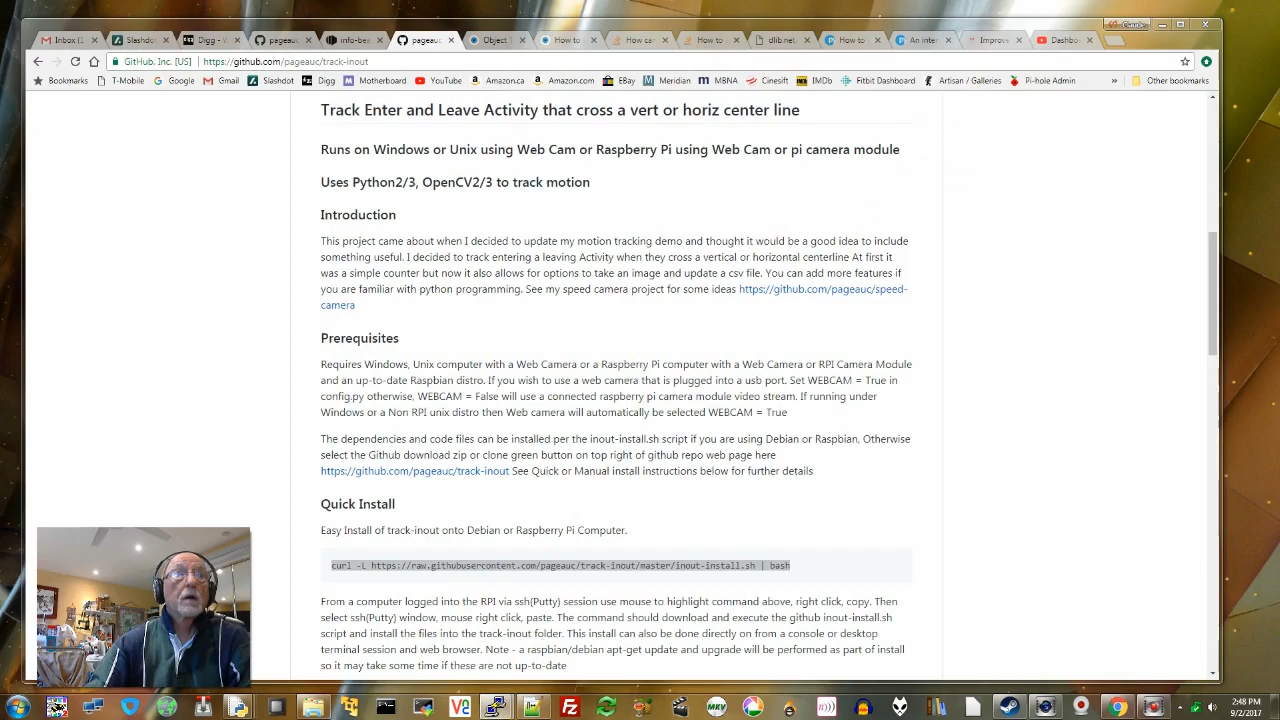 Claude
Inbox (1
Slashdo
Digg - V
pageau
info-bea
pageau
Object T
How to
How ca
How to
dlib.net
How to
An inter
Improve
Dashbo
GitHub, Inc. [US]
https://github.com/pageauc/track-inout
Bookmarks
T-Mobile
Google
Gmail
Slashdot
Digg
Motherboard
YouTube
Amazon.ca
Amazon.com
EBay
Meridian
MBNA
Cinesift
IMDb
Fitbit Dashboard
Artisan / Galleries
Pi-hole Admin
»
Other bookmarks
Track Enter and Leave Activity that cross a vert or horiz center line
Runs on Windows or Unix using Web Cam or Raspberry Pi using Web Cam or pi camera module
Uses Python2/3, OpenCV2/3 to track motion
Introduction
This project came about when I decided to update my motion tracking demo and thought it would be a good idea to include
something useful. I decided to track entering a leaving Activity when they cross a vertical or horizontal centerline At first it
was a simple counter but now it also allows for options to take an image and update a csv file. You can add more features if
you are familiar with python programming. See my speed camera project for some ideas https://github.com/pageauc/speed-
camera
Prerequisites
Requires Windows, Unix computer with a Web Camera or a Raspberry Pi computer with a Web Camera or RPI Camera Module
and an up-to-date Raspbian distro. If you wish to use a web camera that is plugged into a usb port. Set WEBCAM = True in
config.py otherwise, WEBCAM = False will use a connected raspberry pi camera module video stream. If running under
Windows or a Non RPI unix distro then Web camera will automatically be selected WEBCAM = True
The dependencies and code files can be installed per the inout-install.sh script if you are using Debian or Raspbian, Otherwise
select the Github download zip or clone green button on top right of github repo web page here
https://github.com/pageauc/track-inout See Quick or Manual install instructions below for further details
Quick Install
Easy Install of track-inout onto Debian or Raspberry Pi Computer.
curl -L https://raw.githubusercontent.com/pageauc/track-inout/master/inout-install.sh | bash
From a computer logged into the RPI via ssh(Putty) session use mouse to highlight command above, right click, copy. Then
select ssh(Putty) window, mouse right click, paste. The command should download and execute the github inout-install.sh
script and install the files into the track-inout folder. This install can also be done directly on from a console or desktop
terminal session and web browser. Note - a raspbian/debian apt-get update and upgrade will be performed as part of install
so it may take some time if these are not up-to-date
MKV
2:48 PM
9/2/2017